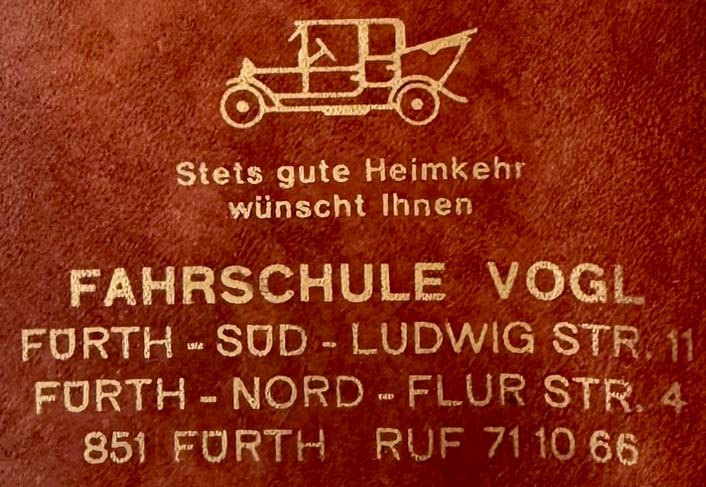 Stets gute Heimkehr
wünscht Ihnen
FAHRSCHULE VOGL
FÜRTH - SÜD - LUDWIG STR. 11
FÜRTH - NORD - FLUR STR. 4
851 FÜRTH RUF 71 10 66